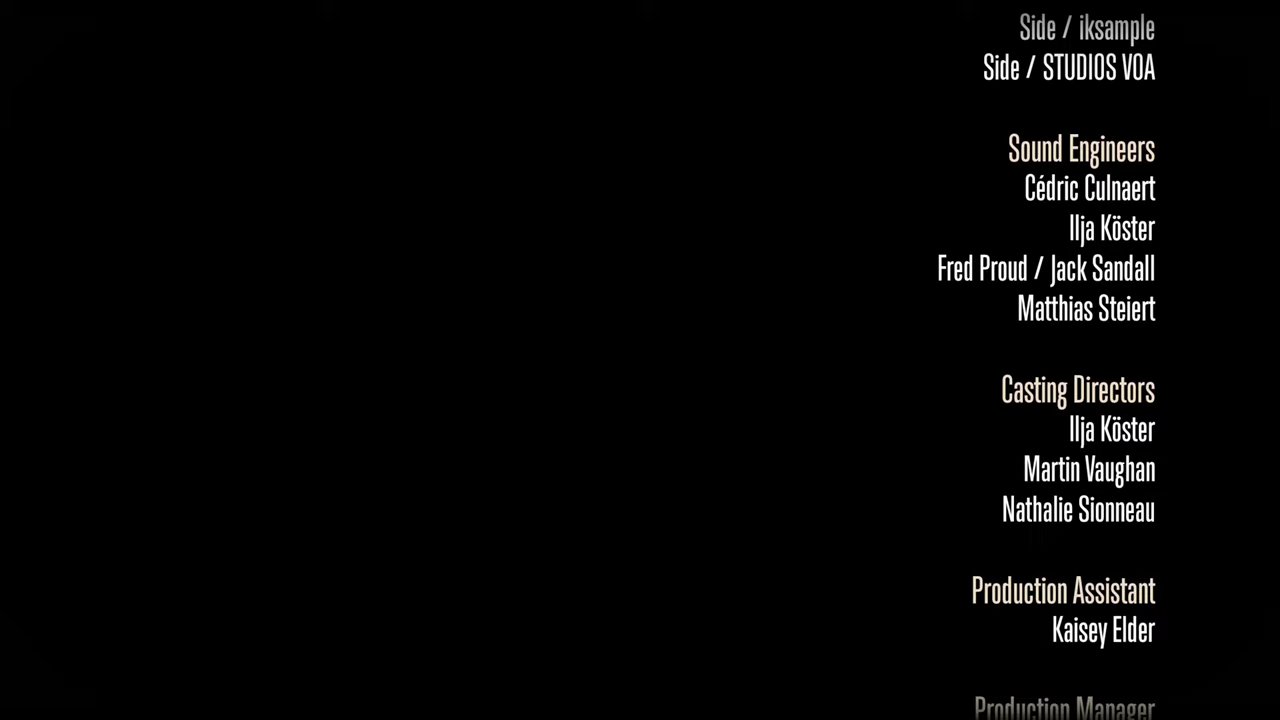 Side / iksample
Side / STUDIOS VOA
Sound Engineers
Cédric Culnaert
Ilja Köster
Fred Proud / Jack Sandall
Matthias Steiert
Casting Directors
Ilja Köster
Martin Vaughan
Nathalie Sionneau
Production Assistant
Kaisey Elder
Production Manager